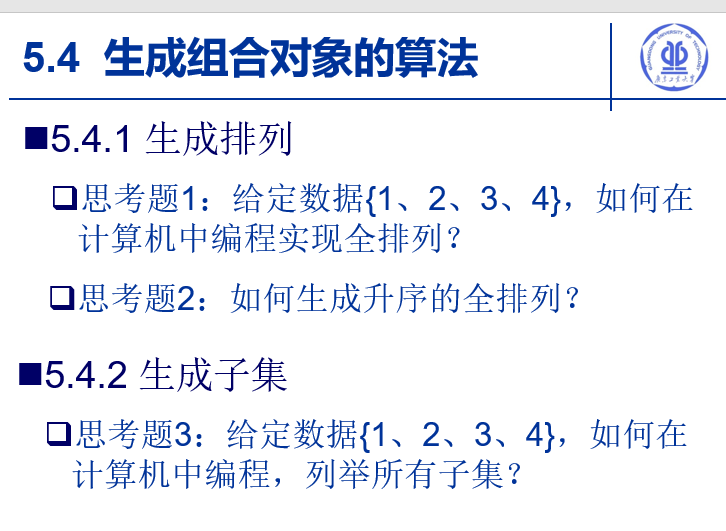 5.4 生成组合对象的算法
■5.4.1 生成排列
❑思考题1：给定数据{1、2、3、4}，如何在
计算机中编程实现全排列？
❑思考题2：如何生成升序的全排列？
■5.4.2 生成子集
❑思考题3：给定数据{1、2、3、4}，如何在
计算机中编程，列举所有子集？